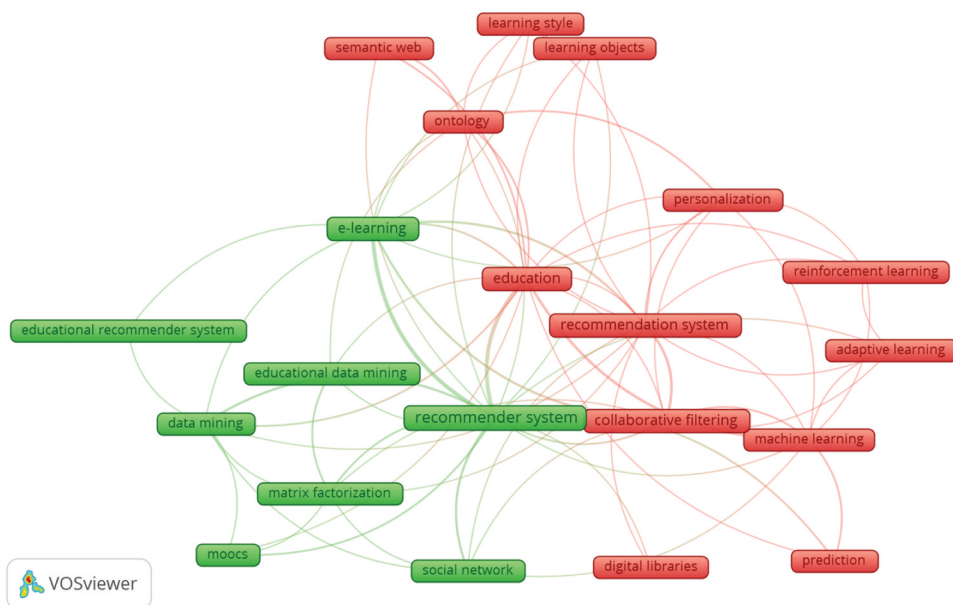 learning style
semantic web
learning objects
ontology
personalization
e-learning
education
reinforcement learning
educational recommender system
recommendation system
adaptive learning
educational data mining
data mining
recommender system
collaborative filtering
machine learning
matrix factorization
moocs
social network
digital libraries
prediction
VOSviewer